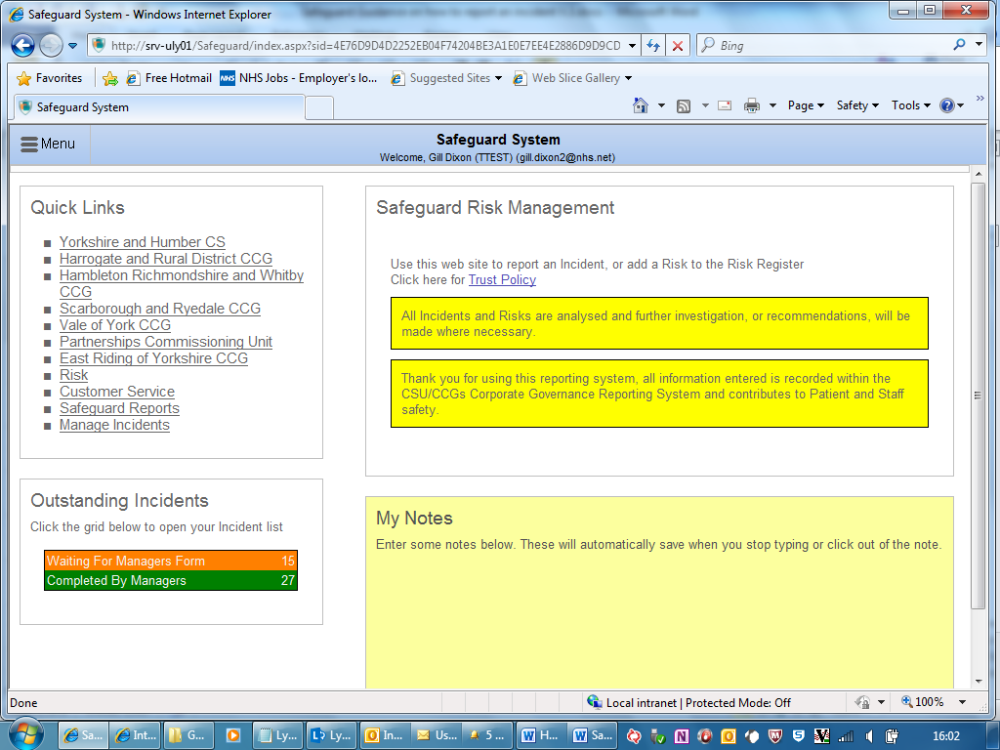 Safeguard System - Windows Internet Explorer
http://srv-uly01/Safeguard/index.aspx?sid=4E76D9D4D2252EB04F74204BE3A1E0E7EE4E2886D9D9CD
Bing
Favorites
Free Hotmail
NHS Jobs - Employer's lo...
Suggested Sites
Web Slice Gallery
Safeguard System
Page
Safety
Tools
Menu
Safeguard System
Welcome, Gill Dixon (TTEST) (gill.dixon2@nhs.net)
Quick Links
Yorkshire and Humber CS
Harrogate and Rural District CCG
Hambleton Richmondshire and Whitby
CCG
Scarborough and Ryedale CCG
Vale of York CCG
Partnerships Commissioning Unit
East Riding of Yorkshire CCG
Risk
Customer Service
Safeguard Reports
Manage Incidents
Outstanding Incidents
Click the grid below to open your Incident list
Waiting For Managers Form 15
Completed By Managers 27
Safeguard Risk Management
Use this web site to report an Incident, or add a Risk to the Risk Register
Click here for Trust Policy
All Incidents and Risks are analysed and further investigation, or recommendations, will be
made where necessary.
Thank you for using this reporting system, all information entered is recorded within the
CSU/CCGs Corporate Governance Reporting System and contributes to Patient and Staff
safety.
My Notes
Enter some notes below. These will automatically save when you stop typing or click out of the note.
Done
Local intranet | Protected Mode: Off
100%
Sa...
Int...
G...
Ly...
Ly...
In...
Us...
5 ...
H...
Sa...
16:02